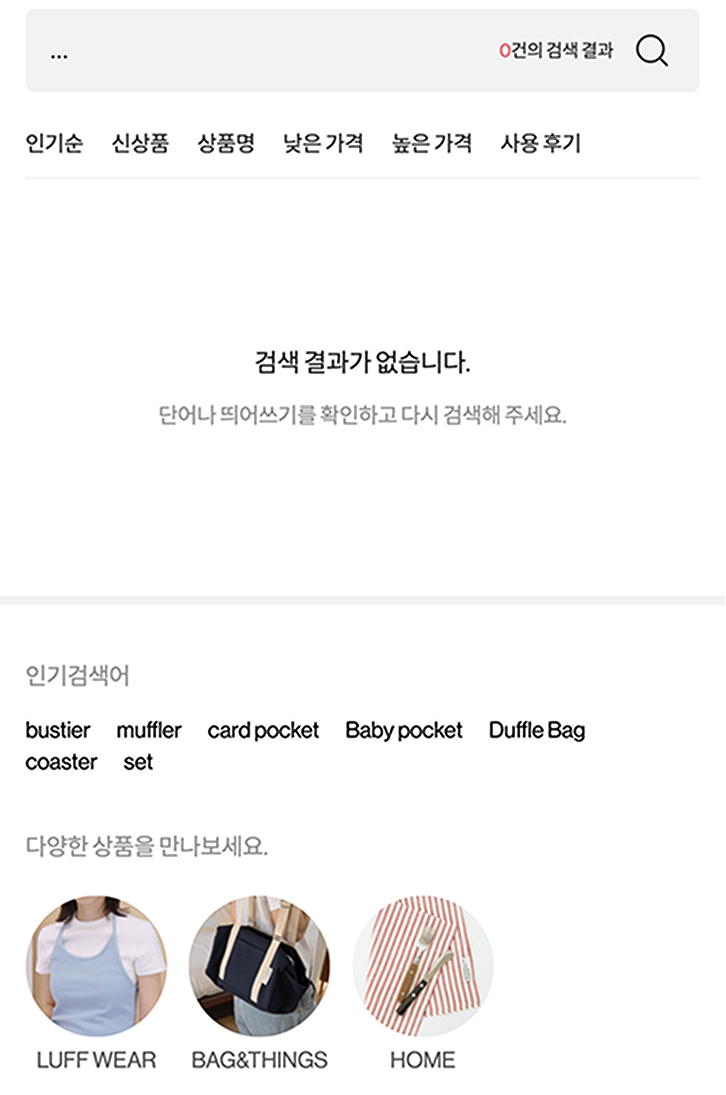 ... 0건의 검색 결과
인기순 신상품 상품명 낮은 가격 높은 가격 사용 후기
검색 결과가 없습니다.
단어나 띄어쓰기를 확인하고 다시 검색해 주세요.
인기검색어
bustier muffler card pocket Baby pocket Duffle Bag
coaster set
다양한 상품을 만나보세요.
LUFF WEAR BAG&THINGS HOME